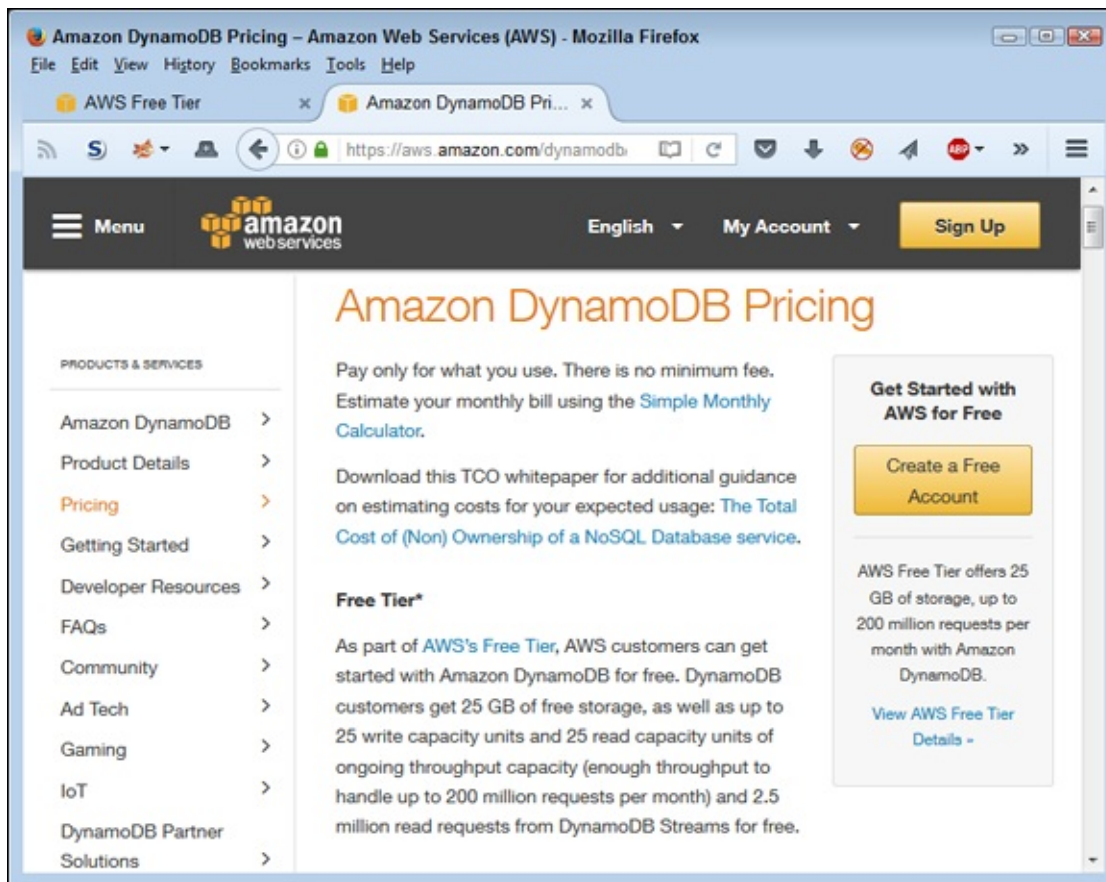 Amazon DynamoDB Pricing – Amazon Web Services (AWS) - Mozilla Firefox
File Edit View History Bookmarks Tools Help
AWS Free Tier
Amazon DynamoDB Pri...
S)
https://aws.amazon.com/dynamodb
ABP
Menu
amazon
webservices
English
My Account
Sign Up
PRODUCTS & SERVICES
Amazon DynamoDB
Product Details
Pricing
Getting Started
Developer Resources
FAQs
Community
Ad Tech
Gaming
IoT
DynamoDB Partner
Solutions
Amazon DynamoDB Pricing
Pay only for what you use. There is no minimum fee.
Estimate your monthly bill using the Simple Monthly
Calculator.
Download this TCO whitepaper for additional guidance
on estimating costs for your expected usage: The Total
Cost of (Non) Ownership of a NoSQL Database service.
Free Tier*
As part of AWS's Free Tier, AWS customers can get
started with Amazon DynamoDB for free. DynamoDB
customers get 25 GB of free storage, as well as up to
25 write capacity units and 25 read capacity units of
ongoing throughput capacity (enough throughput to
handle up to 200 million requests per month) and 2.5
million read requests from DynamoDB Streams for free.
Get Started with
AWS for Free
Create a Free
Account
AWS Free Tier offers 25
GB of storage, up to
200 million requests per
month with Amazon
DynamoDB.
View AWS Free Tier
Details »